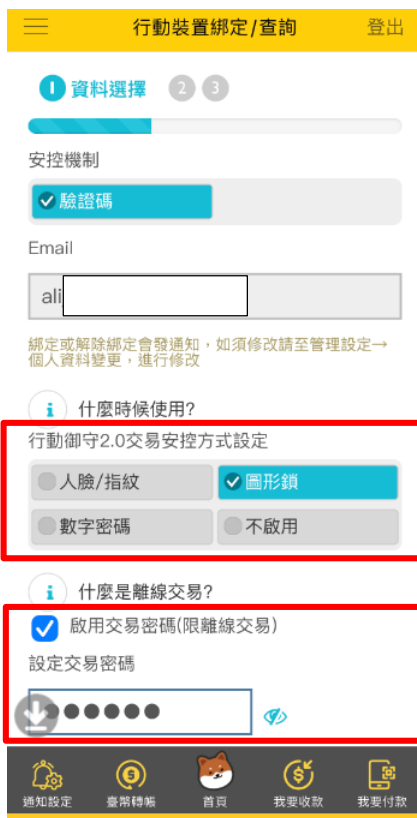 行動裝置綁定/查詢
登出
1 資料選擇 2 3
安控機制
驗證碼
Email
ali
綁定或解除綁定會發通知，如須修改請至管理設定→
個人資料變更，進行修改
i 什麼時候使用?
行動御守2.0交易安控方式設定
人臉/指紋
圖形鎖
數字密碼
不啟用
i 什麼是離線交易?
啟用交易密碼(限離線交易)
設定交易密碼
●●●●●●
通知設定
臺幣轉帳
首頁
我要收款
我要付款